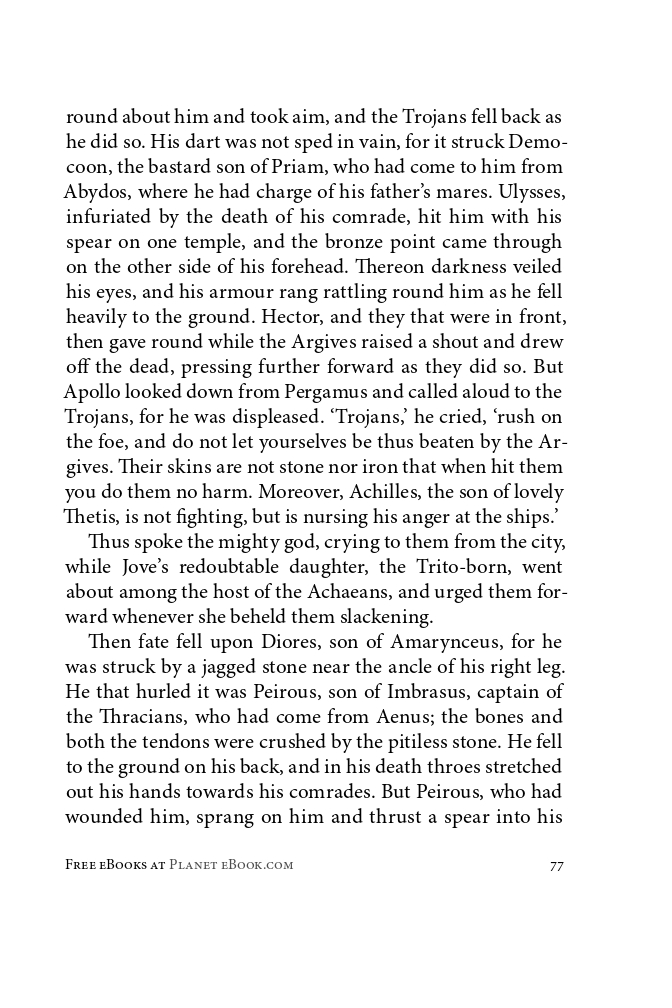 round about him and took aim, and the Trojans fell back as
he did so. His dart was not sped in vain, for it struck Demo-
coon, the bastard son of Priam, who had come to him from
Abydos, where he had charge of his father’s mares. Ulysses,
infuriated by the death of his comrade, hit him with his
spear on one temple, and the bronze point came through
on the other side of his forehead. Thereon darkness veiled
his eyes, and his armour rang rattling round him as he fell
heavily to the ground. Hector, and they that were in front,
then gave round while the Argives raised a shout and drew
off the dead, pressing further forward as they did so. But
Apollo looked down from Pergamus and called aloud to the
Trojans, for he was displeased. ‘Trojans,’ he cried, ‘rush on
the foe, and do not let yourselves be thus beaten by the Ar-
gives. Their skins are not stone nor iron that when hit them
you do them no harm. Moreover, Achilles, the son of lovely
Thetis, is not fighting, but is nursing his anger at the ships.’
Thus spoke the mighty god, crying to them from the city,
while Jove’s redoubtable daughter, the Trito-born, went
about among the host of the Achaeans, and urged them for-
ward whenever she beheld them slackening.
Then fate fell upon Diores, son of Amarynceus, for he
was struck by a jagged stone near the ancle of his right leg.
He that hurled it was Peirous, son of Imbrasus, captain of
the Thracians, who had come from Aenus; the bones and
both the tendons were crushed by the pitiless stone. He fell
to the ground on his back, and in his death throes stretched
out his hands towards his comrades. But Peirous, who had
wounded him, sprang on him and thrust a spear into his
Free eBooks at Planet eBook.com 77